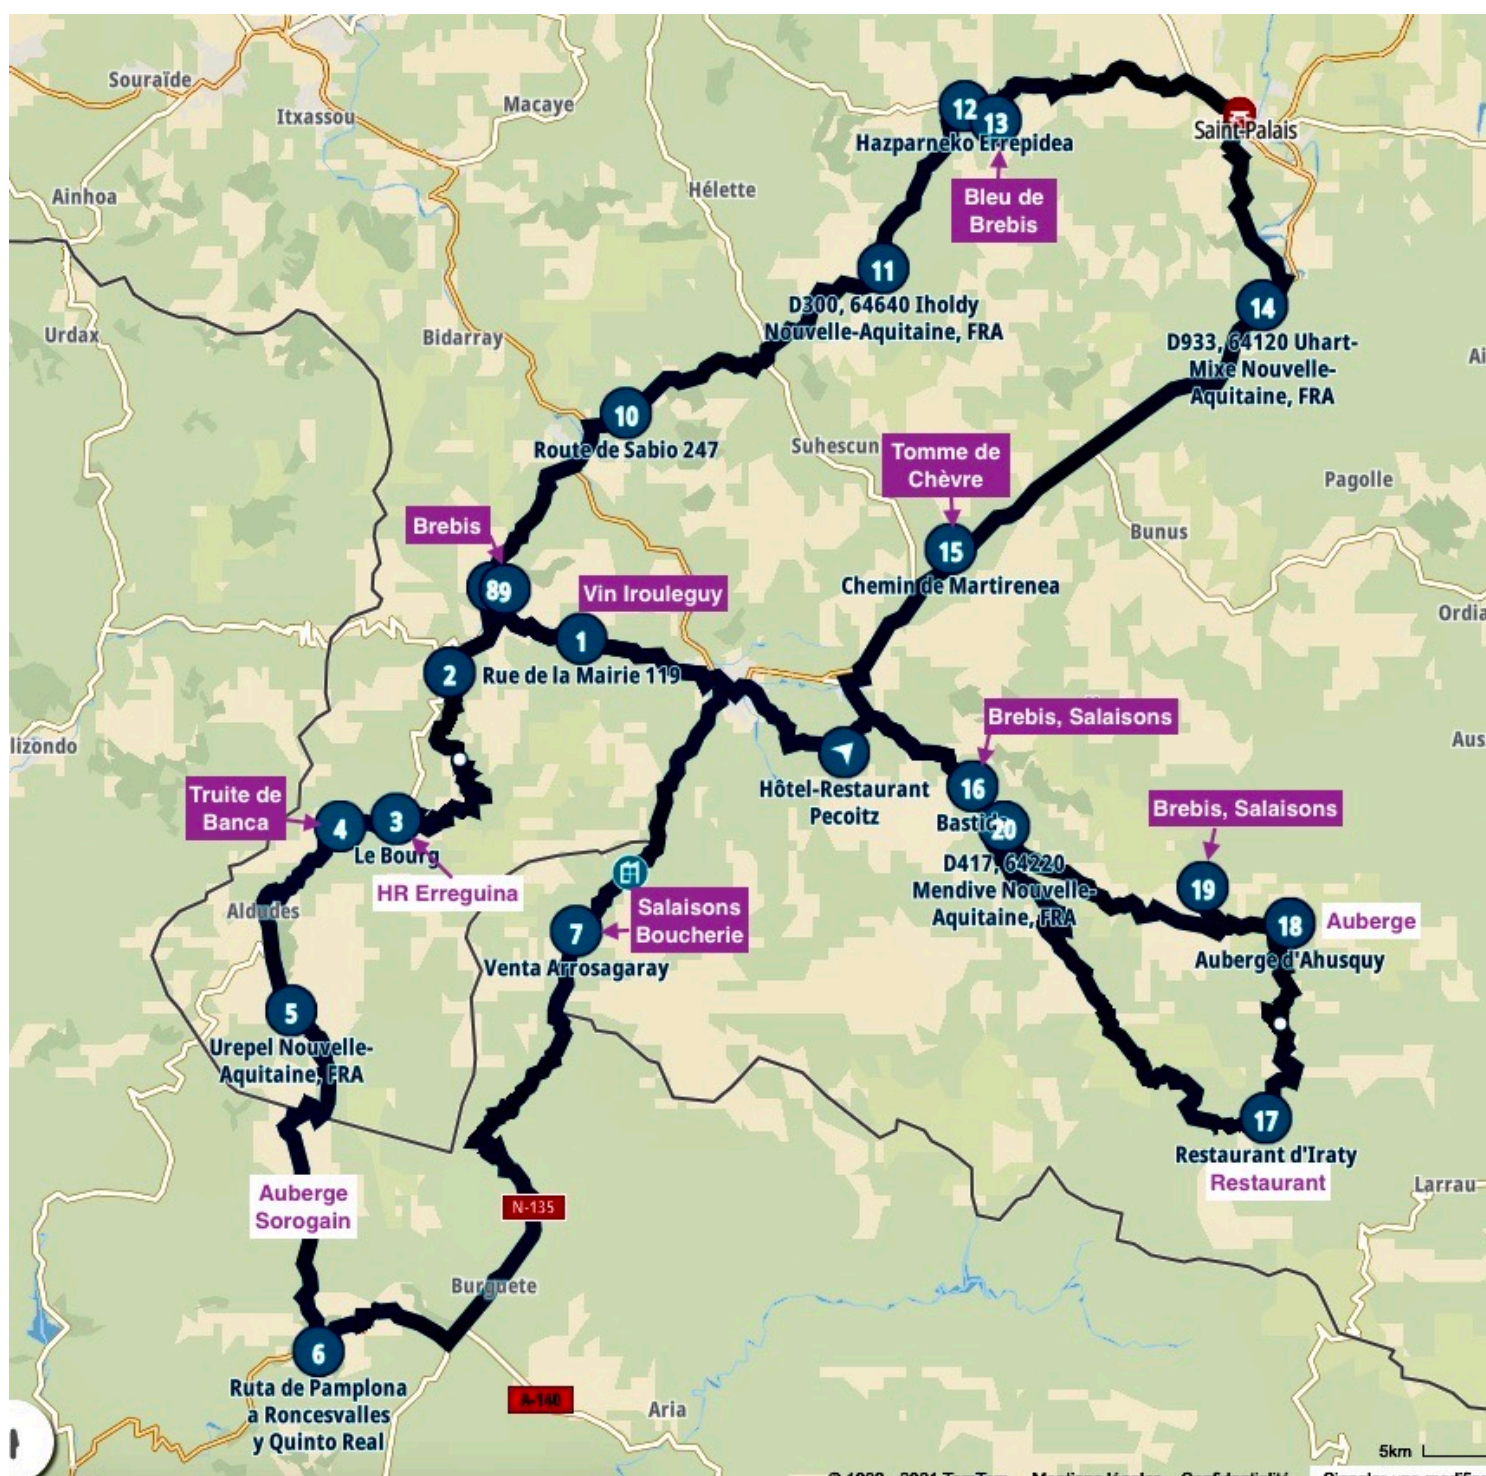 Souraïde
Itxassou
Macaye
12
13
Hazparneko Errepidea
Saint-Palais
Ainhoa
Hélette
Bleu de
Brebis
11
D300, 64640 Iholdy
Nouvelle-Aquitaine, FRA
14
D933, 64120 Uhart-
Mixe Nouvelle-
Aquitaine, FRA
Urdax
Bidarray
10
Route de Sabio 247
Suhescun
Tomme de
Chèvre
Pagolle
Brebis
15
Chemin de Martirenea
Bunus
89
Vin Irouleguy
1
Rue de la Mairie 119
2
Ordia
lizondo
Hôtel-Restaurant
Pecoitz
Brebis, Salaisons
16
Bastid
20
D417, 64220
Mendive Nouvelle-
Aquitaine, FRA
Aus
Brebis, Salaisons
19
18
Auberge
Auberge d'Ahusquy
Truite de
Banca
4
3
Le Bourg
HR Erreguina
Aldudes
Salaisons
Boucherie
7
Venta Arrosagaray
5
Urepel Nouvelle-
Aquitaine, FRA
17
Restaurant d'Iraty
Restaurant
Larrau
Auberge
Sorogain
N-135
Burguete
6
Ruta de Pamplona
a Roncesvalles
y Quinto Real
A-140
Aria
5km